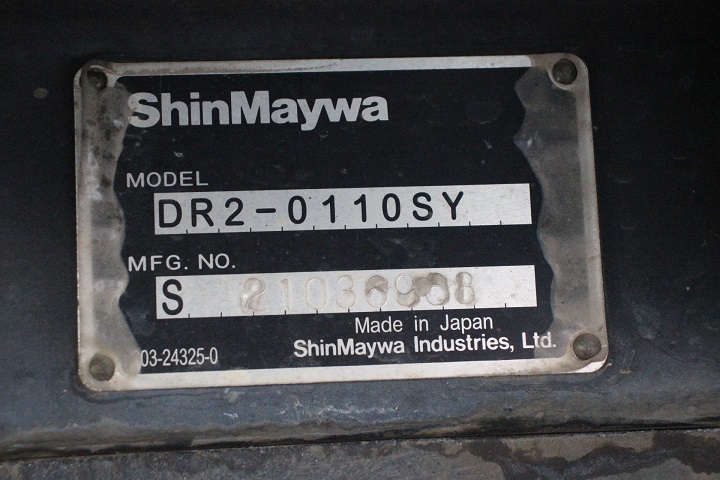 ShinMaywa
MODEL
DR2-0110SY
MFG. NO.
S
Made in Japan
03-24325-0
ShinMaywa Industries, Ltd.